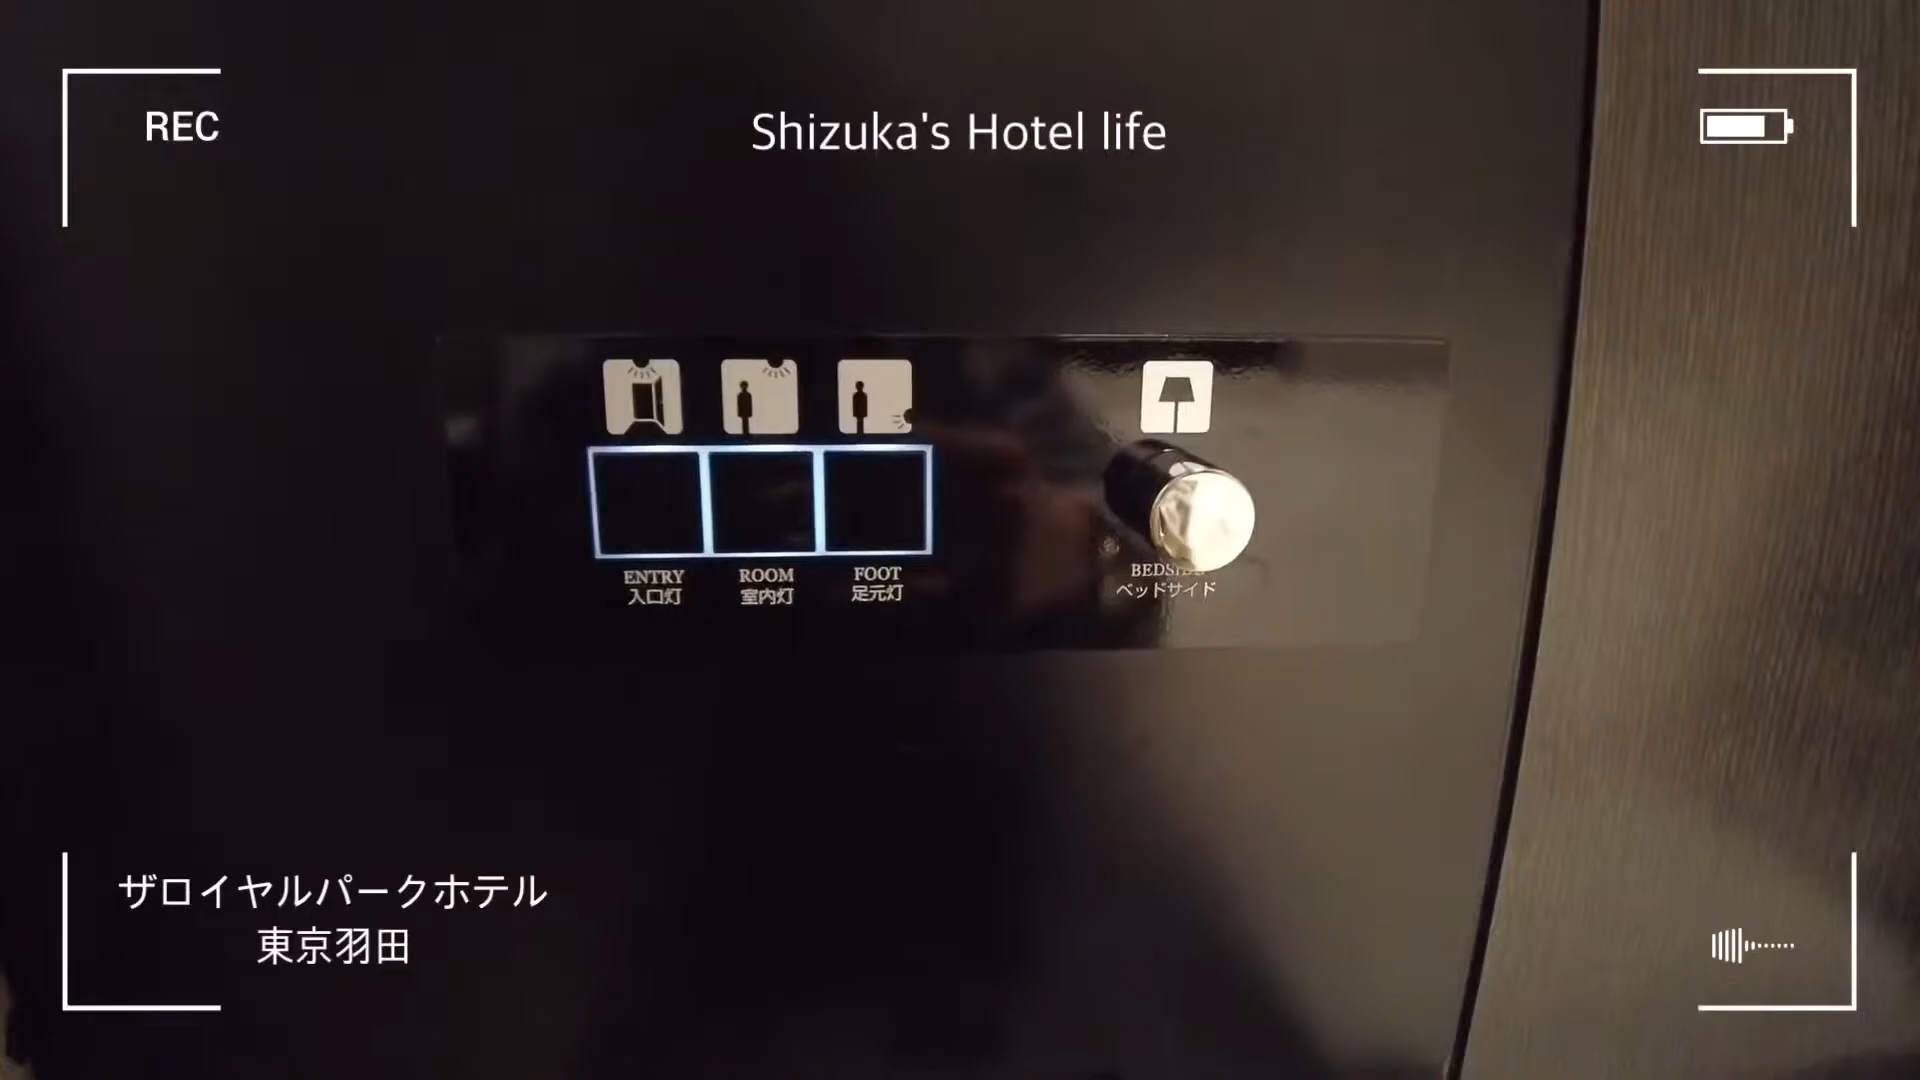 REC
Shizuka's Hotel life
ENTRY
入口灯
ROOM
室内灯
FOOT
足元灯
ベッドサイド
ザロイヤルパークホテル
東京羽田